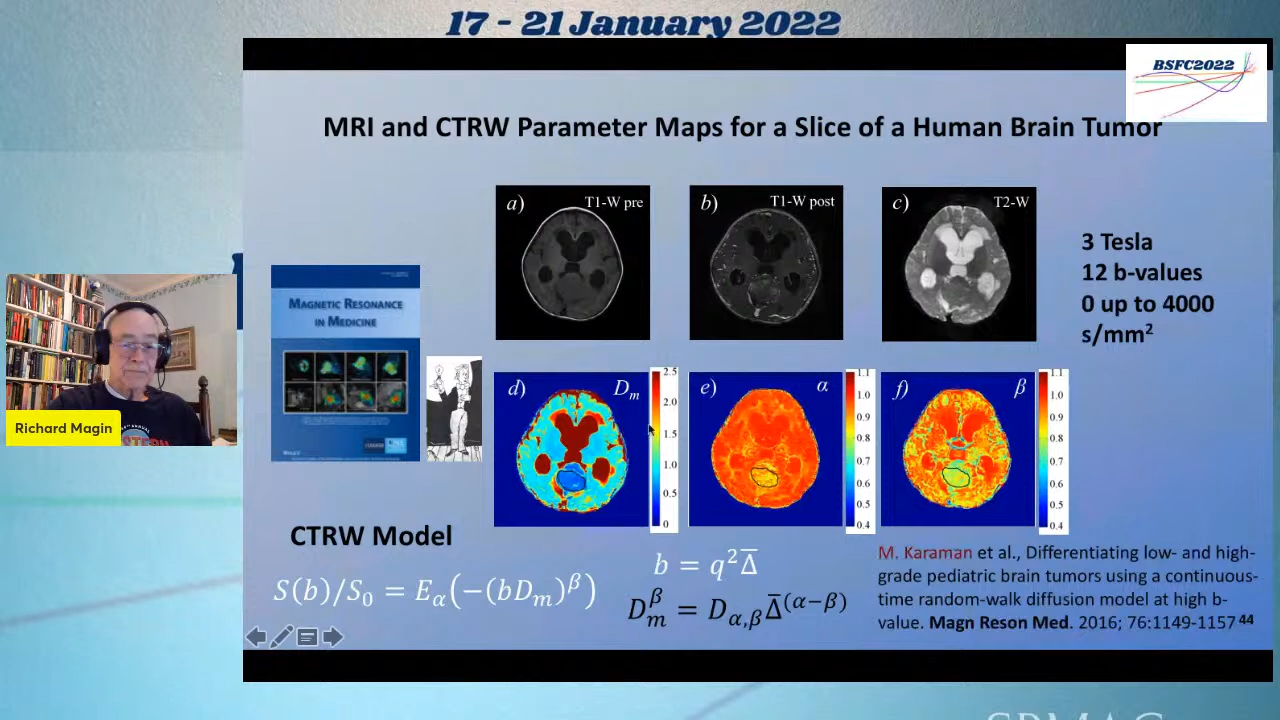 17 - 21 January 2022
BSFC2022
MRI and CTRW Parameter Maps for a Slice of a Human Brain Tumor
a)
T1-W pre
b)
T1-W post
c)
T2-W
3 Tesla
12 b-values
0 up to 4000
s/mm²
MAGNETIC RESONANCE
IN MEDICINE
Richard Magin
d)
Dₘ
2.5
2.0
1.5
1.0
0.5
0
e)
α
1.1
1.0
0.9
0.8
0.7
0.6
0.5
0.4
f)
β
1.1
1.0
0.9
0.8
0.7
0.6
0.5
0.4
CTRW Model
S(b)/S₀ = E_α(−(bDₘ)^β)
b = q²Δ̅
D_m^β = D_{α,β}Δ̅^(α−β)
M. Karaman et al., Differentiating low- and high-
grade pediatric brain tumors using a continuous-
time random-walk diffusion model at high b-
value. Magn Reson Med. 2016; 76:1149-1157 44